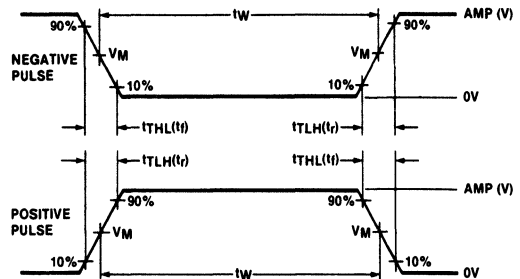 tW
AMP (V)
90%
90%
NEGATIVE
PULSE
VM
VM
10%
10%
0V
tTHL(tf)
tTLH(tr)
tTLH(tr)
tTHL(tf)
AMP (V)
90%
90%
POSITIVE
PULSE
VM
VM
10%
10%
0V
tW